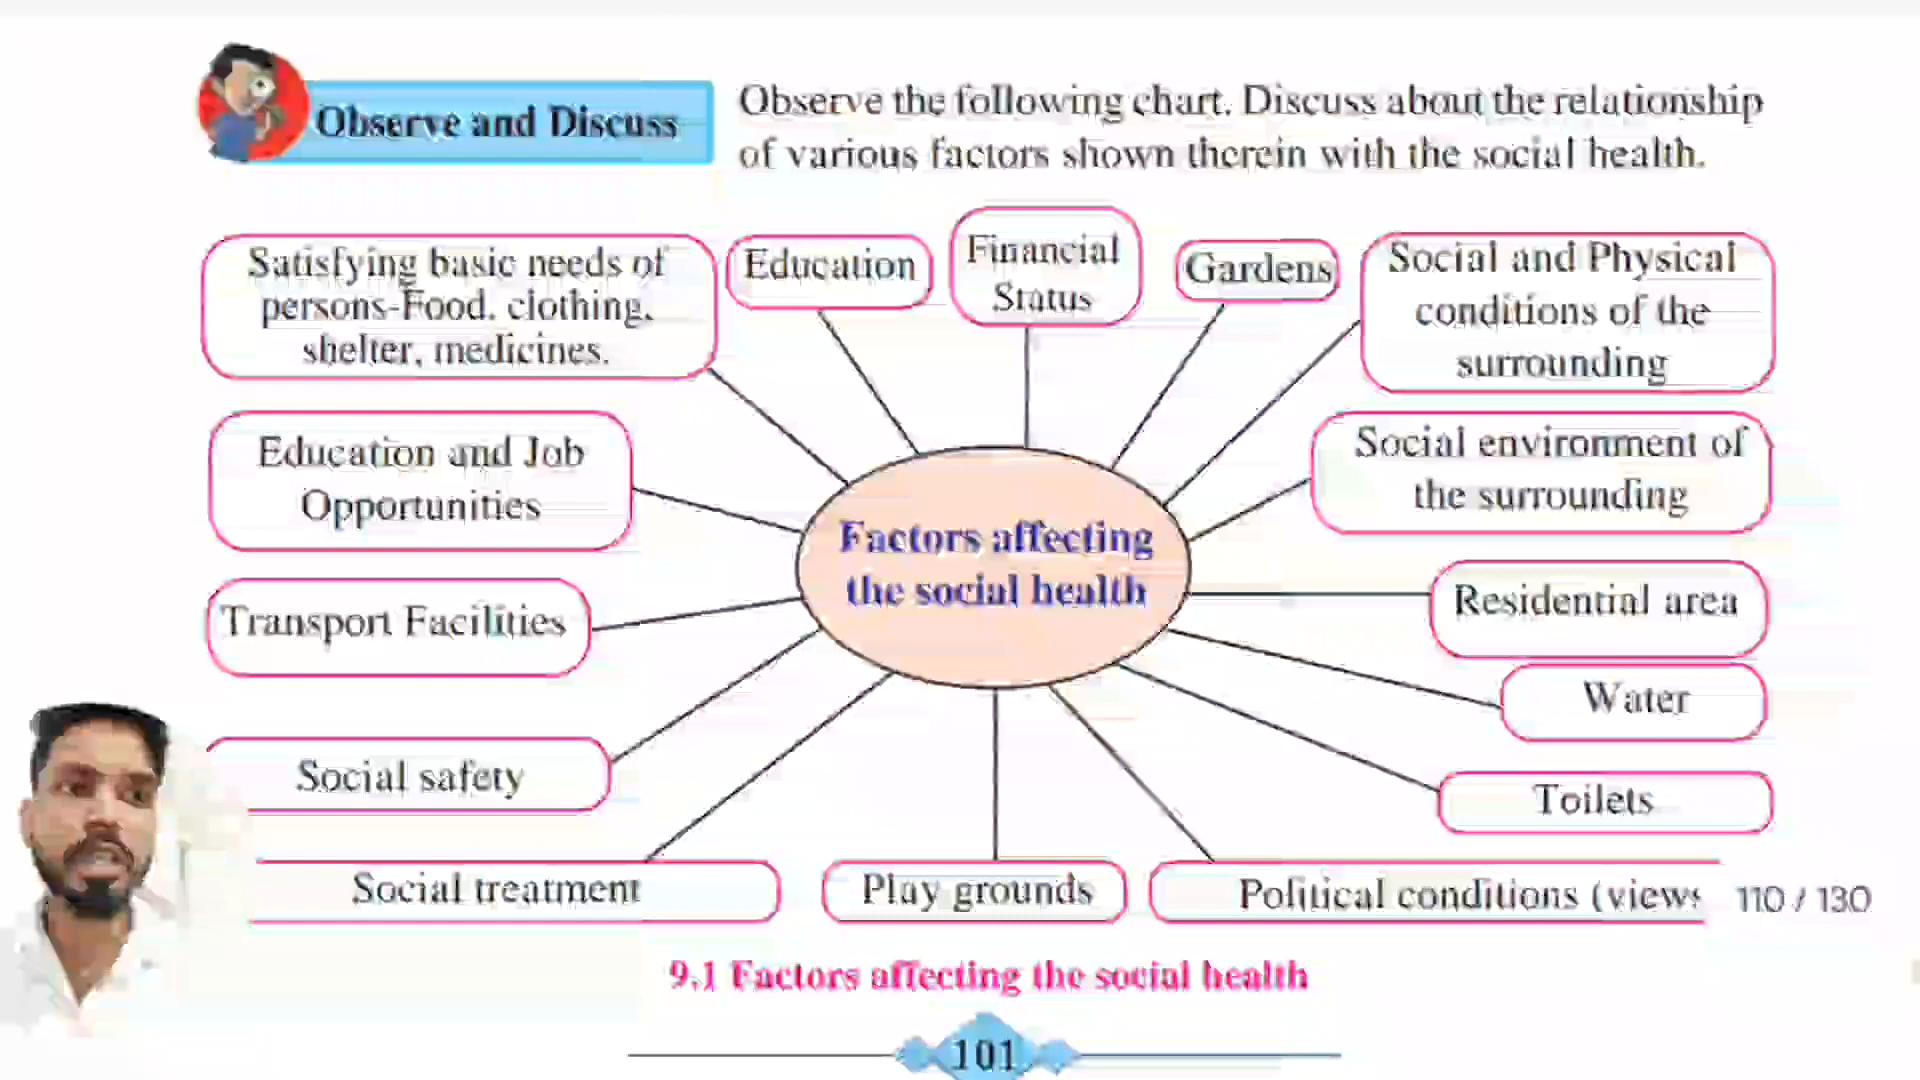 Observe and Discuss
Observe the following chart. Discuss about the relationship
of various factors shown therein with the social health.
Satisfying basic needs of
persons-Food, clothing,
shelter, medicines.
Education
Financial
Status
Gardens
Social and Physical
conditions of the
surrounding
Education and Job
Opportunities
Social environment of
the surrounding
Factors affecting
the social health
Transport Facilities
Residential area
Water
Social safety
Toilets
Social treatment
Play grounds
Political conditions (views
110 / 130
9.1 Factors affecting the social health
101